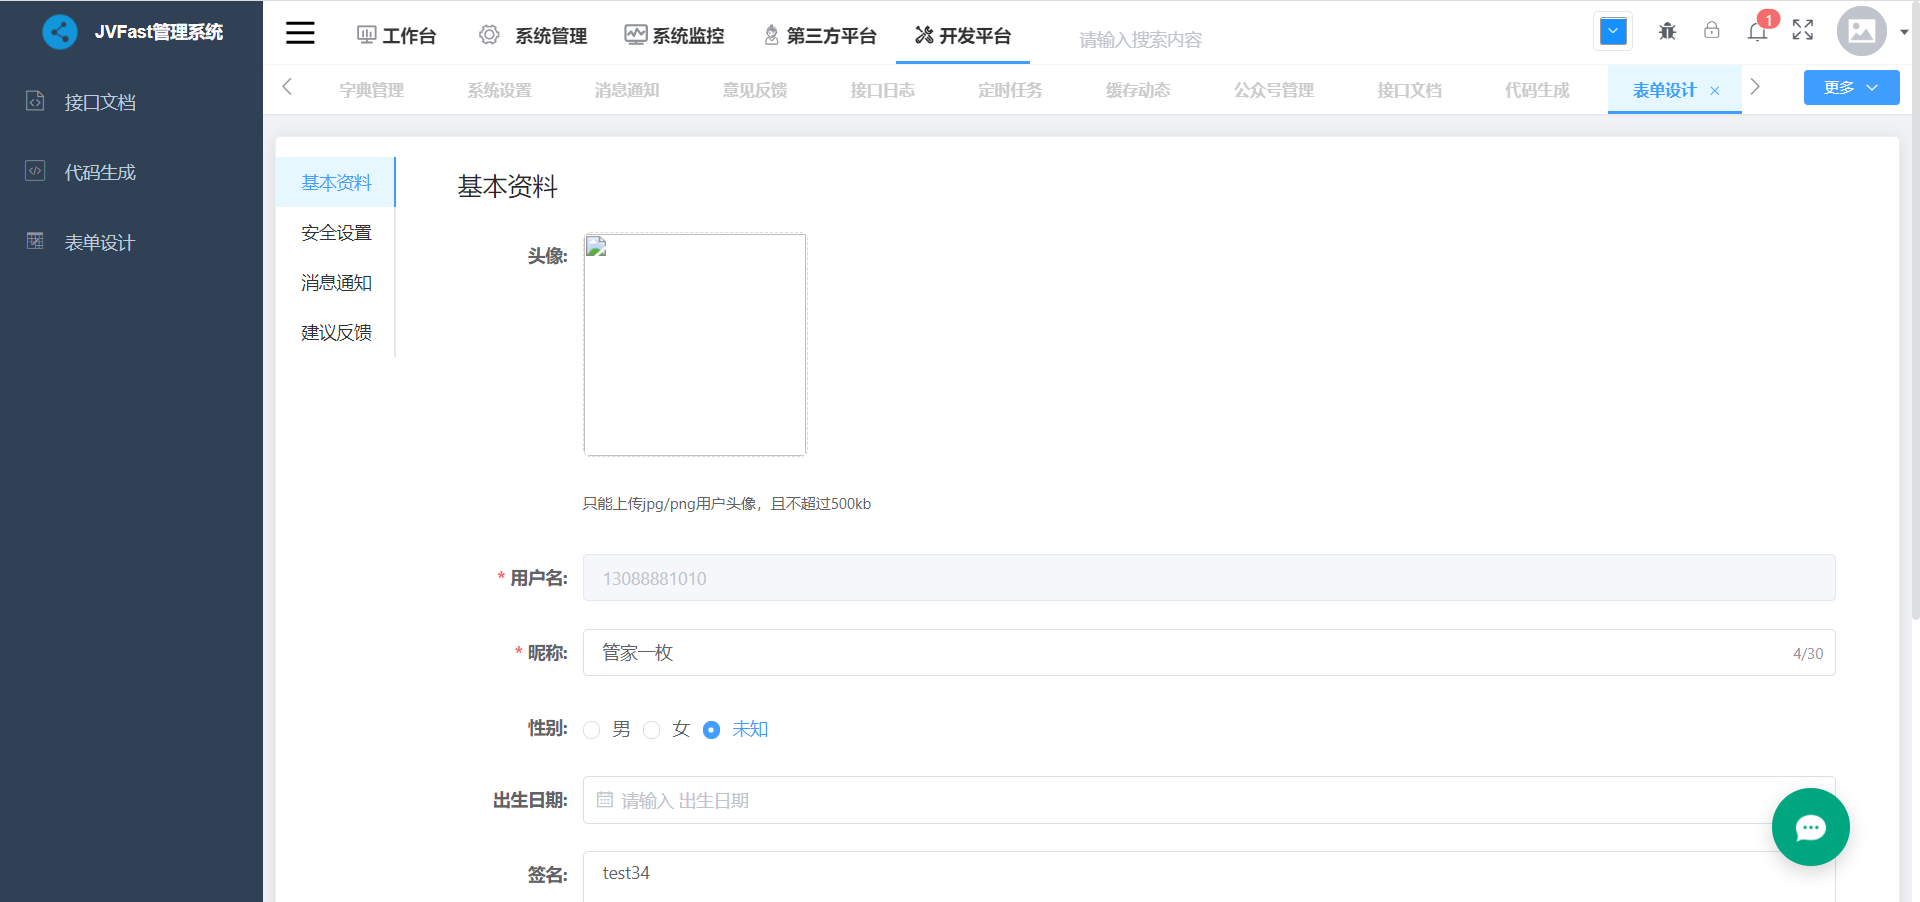 JVFast管理系统
工作台 系统管理 系统监控 第三方平台 开发平台 请输入搜索内容 1
字典管理 系统设置 消息通知 意见反馈 接口日志 定时任务 缓存动态 公众号管理 接口文档 代码生成 表单设计 更多
接口文档
代码生成
表单设计
基本资料
安全设置
消息通知
建议反馈
基本资料
头像:
只能上传jpg/png用户头像，且不超过500kb
* 用户名: 13088881010
* 昵称: 管家一枚 4/30
性别: 男 女 未知
出生日期: 请输入 出生日期
签名: test34